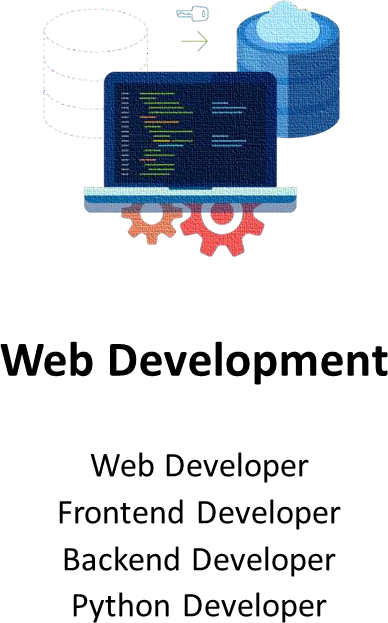 Web Development
Web Developer
Frontend Developer
Backend Developer
Python Developer